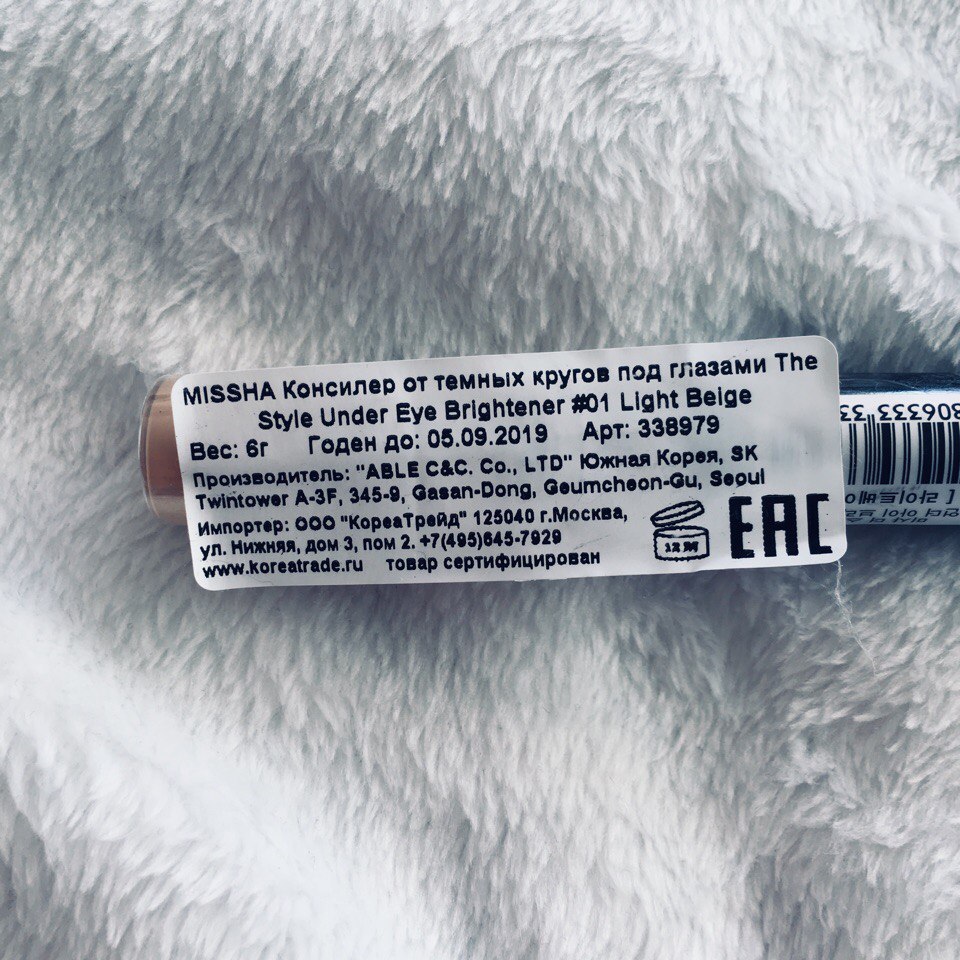 MISSHA Консилер от темных кругов под глазами The
Style Under Eye Brightener #01 Light Beige
Вес: 6г Годен до: 05.09.2019 Арт: 338979
Производитель: "ABLE C&C. Co., LTD" Южная Корея, SK
Twintower A-3F, 345-9, Gasan-Dong, Geumcheon-Gu, Seoul
Импортер: ООО "КореаТрейд" 125040 г.Москва,
ул. Нижняя, дом 3, пом 2. +7(495)645-7929
www.koreatrade.ru товар сертифицирован
12 M
EAC
806333